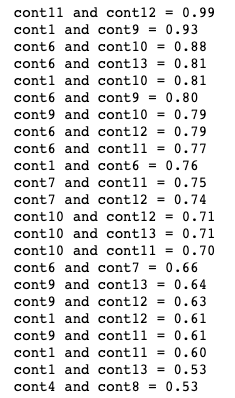 cont11 and cont12 = 0.99
cont1 and cont9 = 0.93
cont6 and cont10 = 0.88
cont6 and cont13 = 0.81
cont1 and cont10 = 0.81
cont6 and cont9 = 0.80
cont9 and cont10 = 0.79
cont6 and cont12 = 0.79
cont6 and cont11 = 0.77
cont1 and cont6 = 0.76
cont7 and cont11 = 0.75
cont7 and cont12 = 0.74
cont10 and cont12 = 0.71
cont10 and cont13 = 0.71
cont10 and cont11 = 0.70
cont6 and cont7 = 0.66
cont9 and cont13 = 0.64
cont9 and cont12 = 0.63
cont1 and cont12 = 0.61
cont9 and cont11 = 0.61
cont1 and cont11 = 0.60
cont1 and cont13 = 0.53
cont4 and cont8 = 0.53